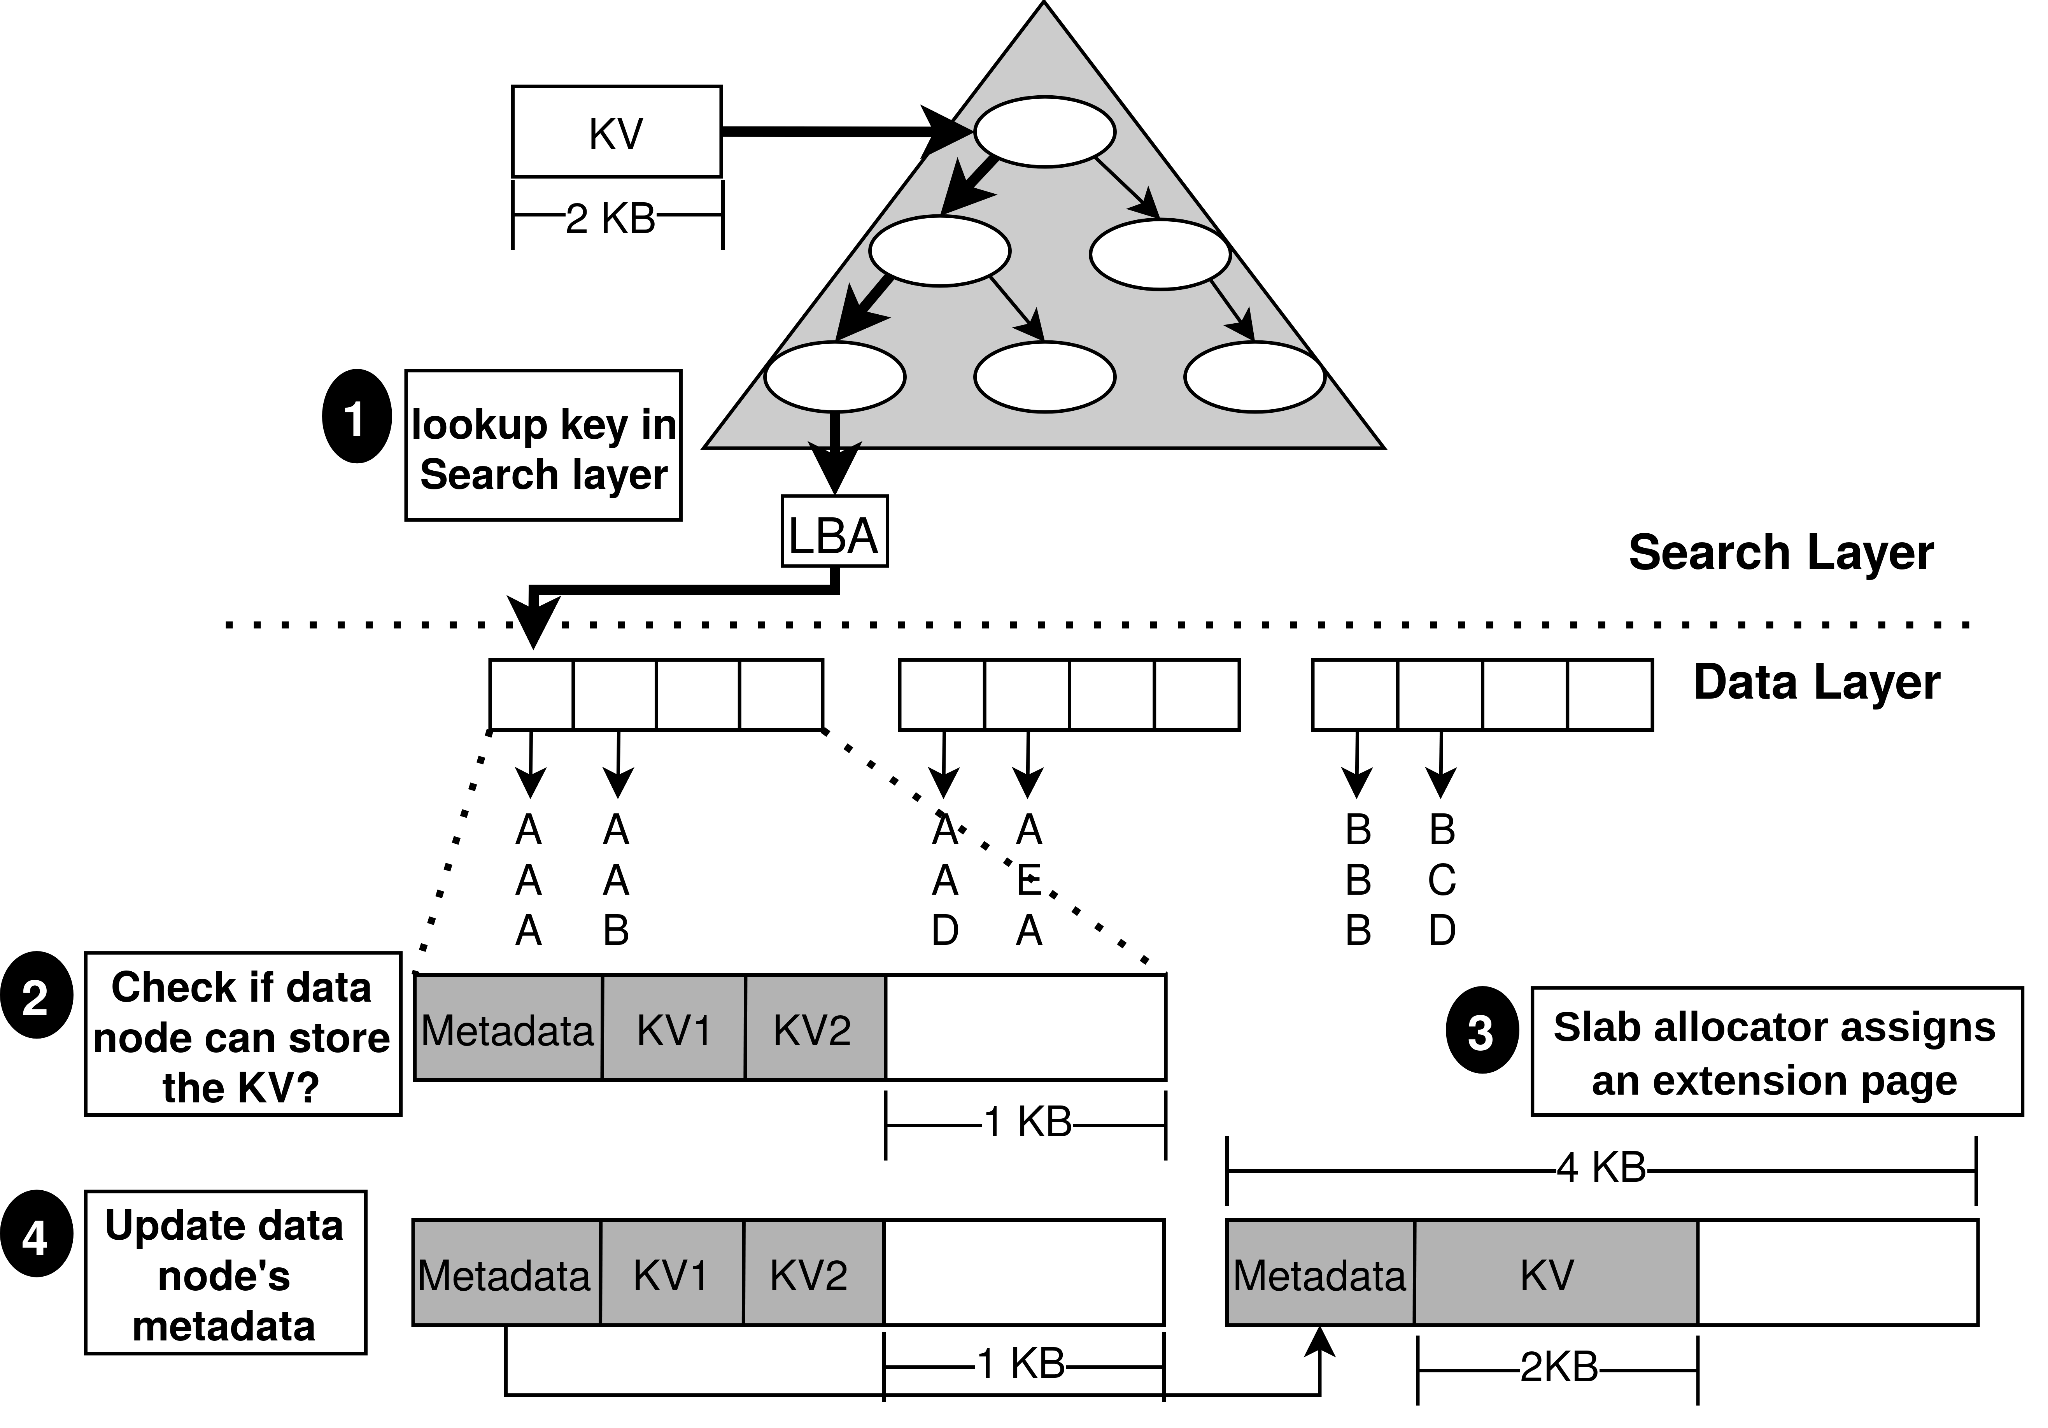 KV
2 KB
1
lookup key in
Search layer
LBA
Search Layer
Data Layer
A A A A B B
A A A E B C
A B D A B D
2
Check if data
node can store
the KV?
Metadata KV1 KV2
1 KB
3
Slab allocator assigns
an extension page
4 KB
4
Update data
node's
metadata
Metadata KV1 KV2
1 KB
Metadata KV
2KB